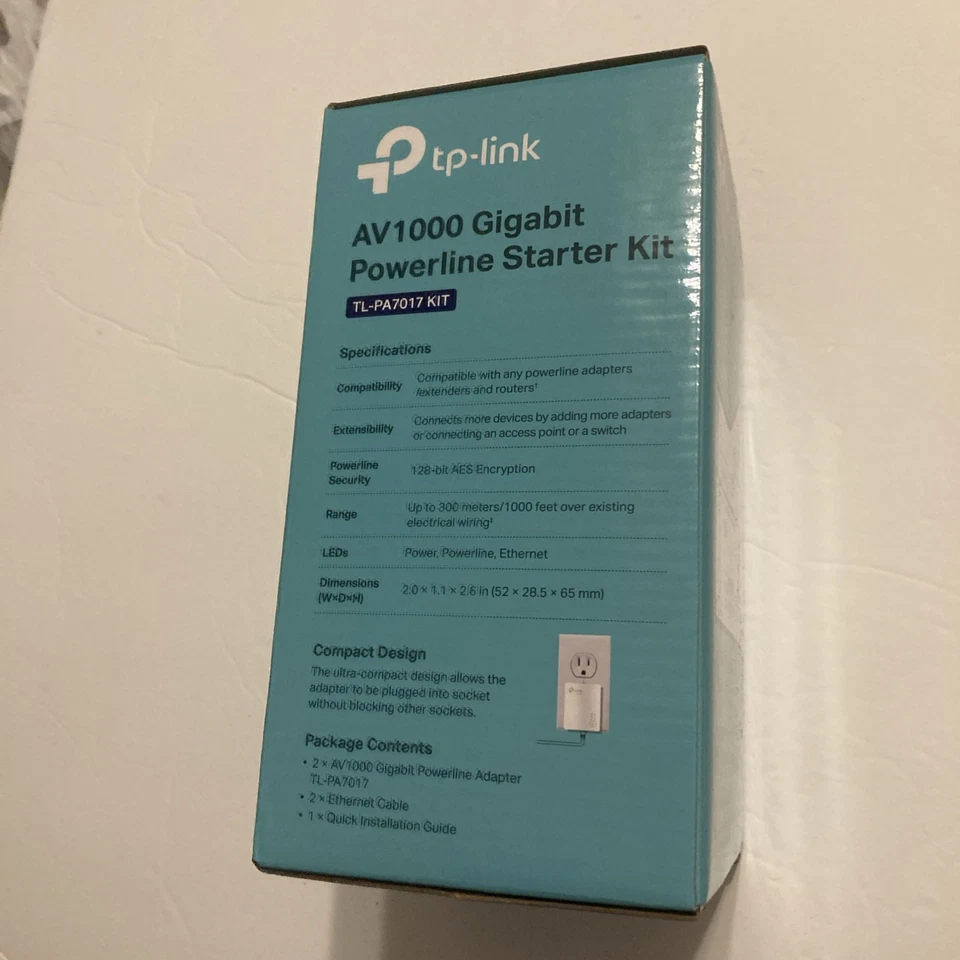 tp-link
AV1000 Gigabit
Powerline Starter Kit
TL-PA7017 KIT
Specifications
Compatibility
Compatible with any powerline adapters
/extenders and routers†
Extensibility
Connects more devices by adding more adapters
or connecting an access point or a switch
Powerline
Security
128-bit AES Encryption
Range
Up to 300 meters/1000 feet over existing
electrical wiring‡
LEDs
Power, Powerline, Ethernet
Dimensions
(W×D×H)
2.0 × 1.1 × 2.6 in (52 × 28.5 × 65 mm)
Compact Design
The ultra-compact design allows the
adapter to be plugged into socket
without blocking other sockets.
Package Contents
• 2 × AV1000 Gigabit Powerline Adapter
TL-PA7017
• 2 × Ethernet Cable
• 1 × Quick Installation Guide